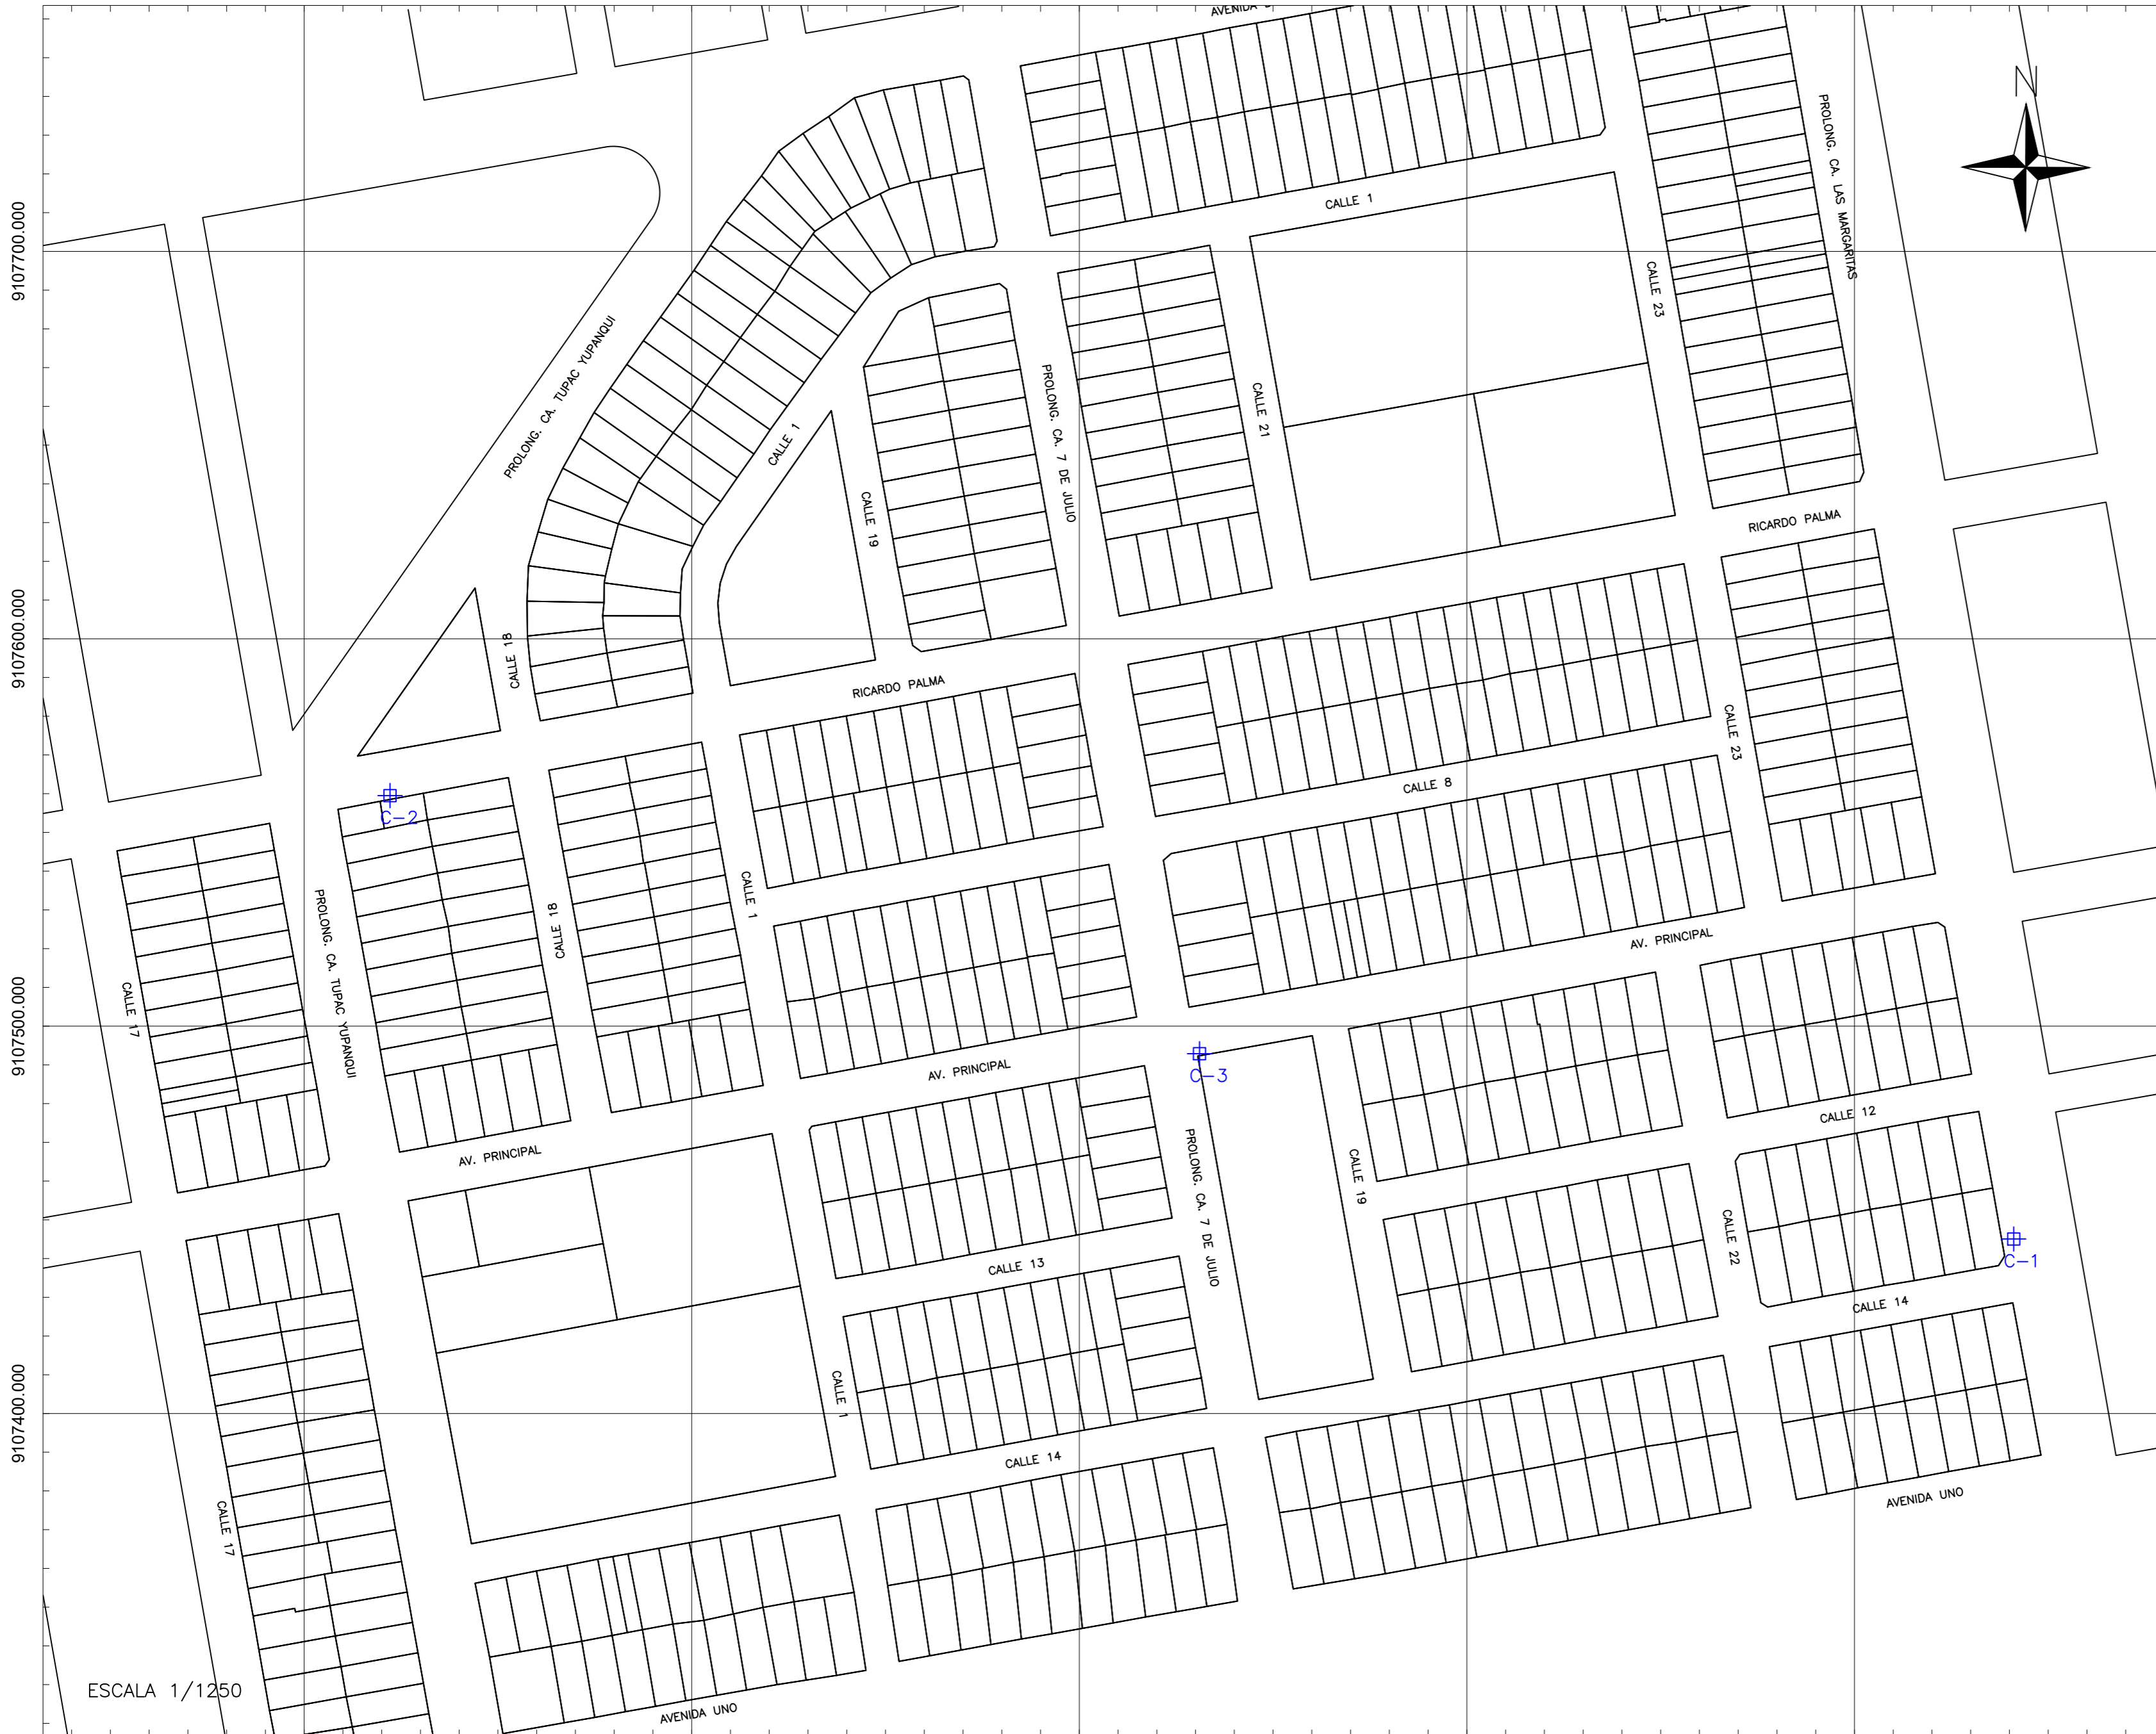 AVENIDA
N
PROLONG. CA. LAS MARGARITAS
CALLE 1
9107700.000
CALLE 23
PROLONG. CA. TUPAC YUPANQUI
CALLE 1
PROLONG. CA. 7 DE JULIO
CALLE 21
CALLE 19
RICARDO PALMA
9107600.000
CALLE 18
RICARDO PALMA
CALLE 23
CALLE 8
C-2
CALLE 1
PROLONG. CA. TUPAC YUPANQUI
CALLE 18
AV. PRINCIPAL
CALLE 17
9107500.000
AV. PRINCIPAL
C-3
CALLE 12
AV. PRINCIPAL
PROLONG. CA. 7 DE JULIO
CALLE 19
CALLE 22
CALLE 13
C-1
CALLE 14
9107400.000
CALLE 1
CALLE 14
AVENIDA UNO
CALLE 17
ESCALA 1/1250
AVENIDA UNO